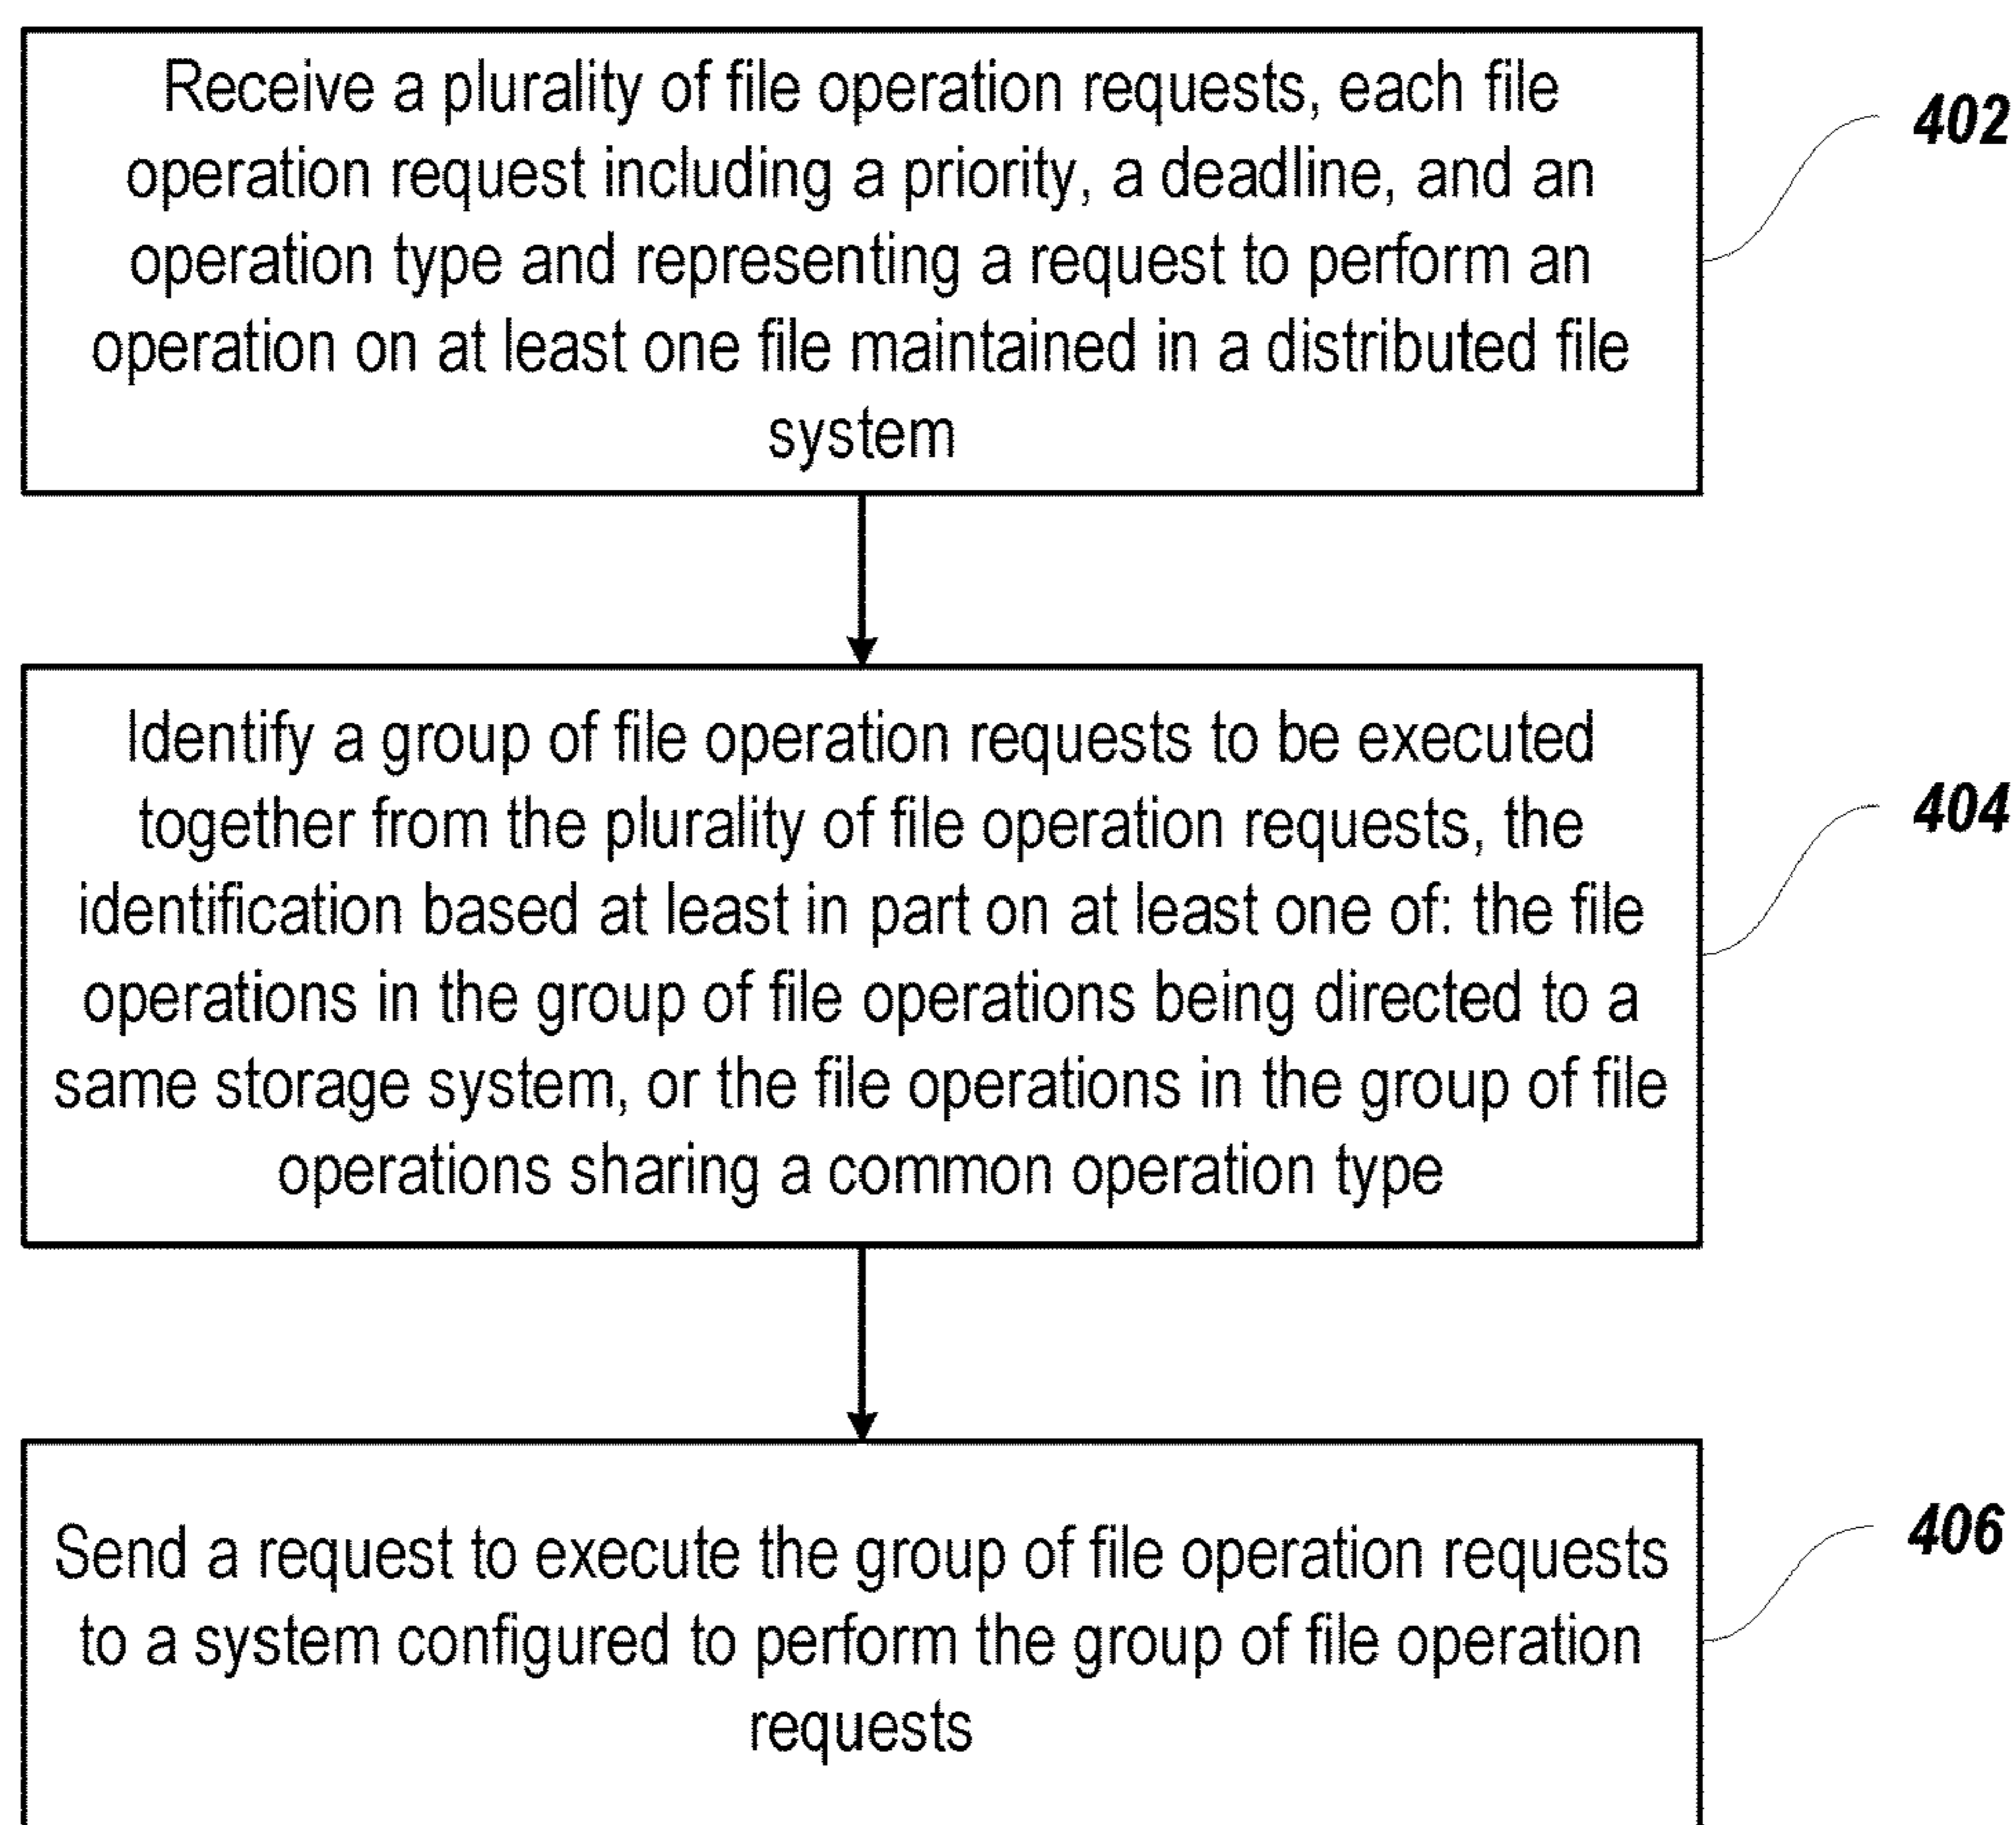 Receive a plurality of file operation requests, each file
operation request including a priority, a deadline, and an
operation type and representing a request to perform an
operation on at least one file maintained in a distributed file
system
402
Identify a group of file operation requests to be executed
together from the plurality of file operation requests, the
identification based at least in part on at least one of: the file
operations in the group of file operations being directed to a
same storage system, or the file operations in the group of file
operations sharing a common operation type
404
Send a request to execute the group of file operation requests
to a system configured to perform the group of file operation
requests
406